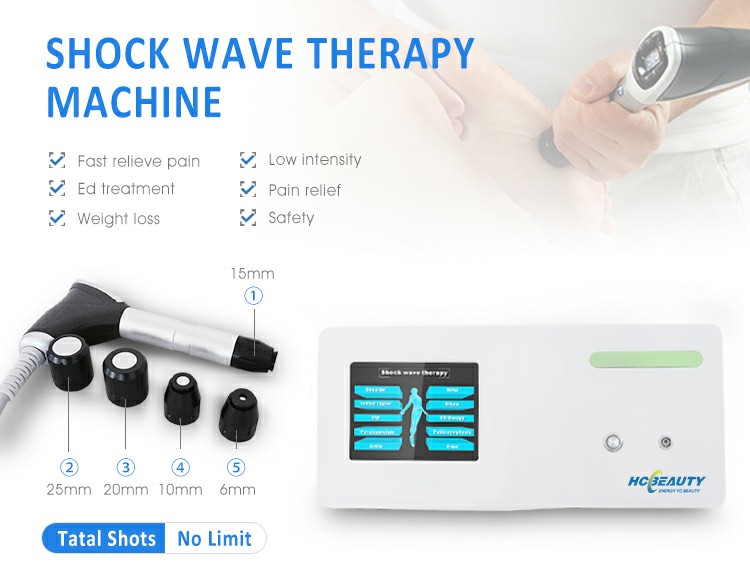 SHOCK WAVE THERAPY
MACHINE
Fast relieve pain
Low intensity
Ed treatment
Pain relief
Weight loss
Safety
15mm
1
2
3
4
5
25mm
20mm
10mm
6mm
Shock wave therapy
HCBEAUTY
ENERGY TO BEAUTY
Tatal Shots
No Limit